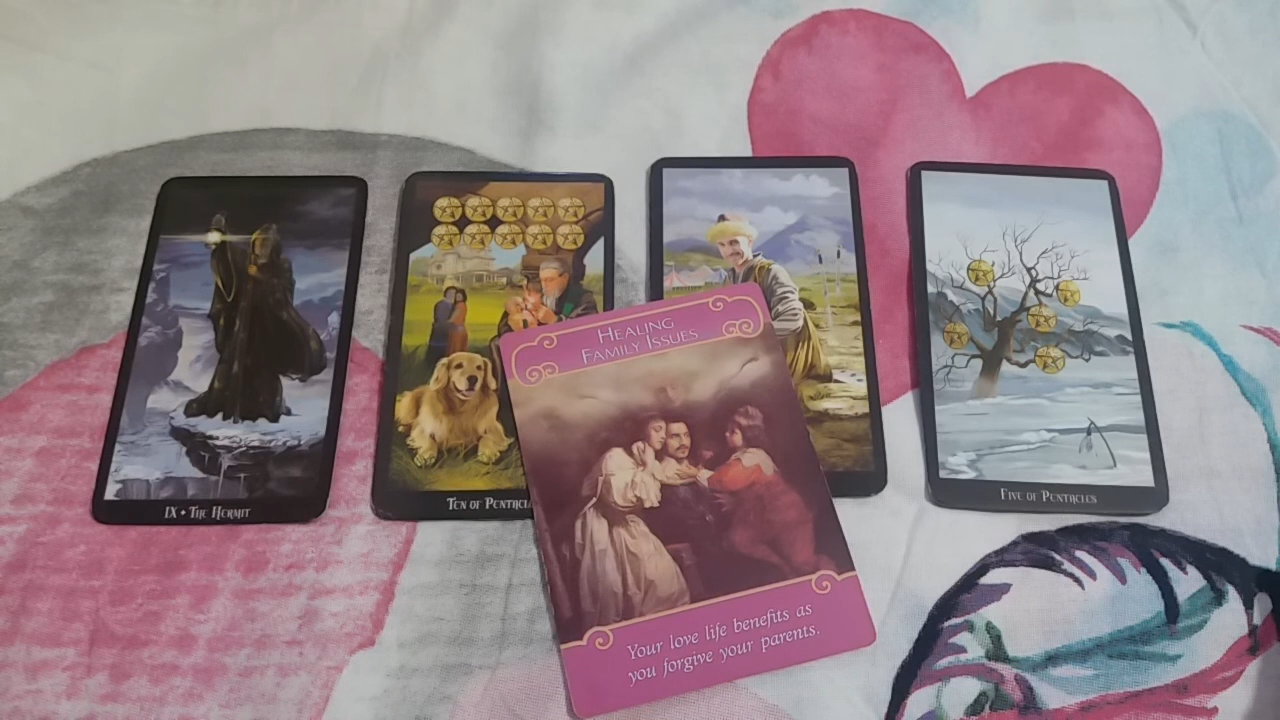 IX • The Hermit
Ten of Pentacl
Healing
Family Issues
Your love life benefits as
you forgive your parents.
Five of Pentacles